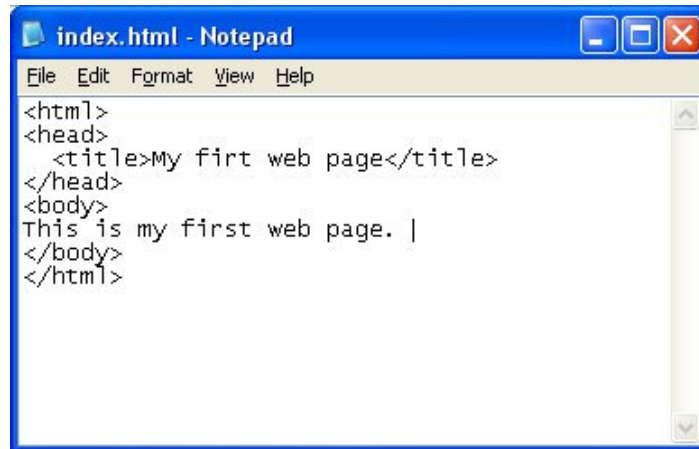 index.html - Notepad
File Edit Format View Help
<html>
<head>
  <title>My firt web page</title>
</head>
<body>
This is my first web page. 
</body>
</html>